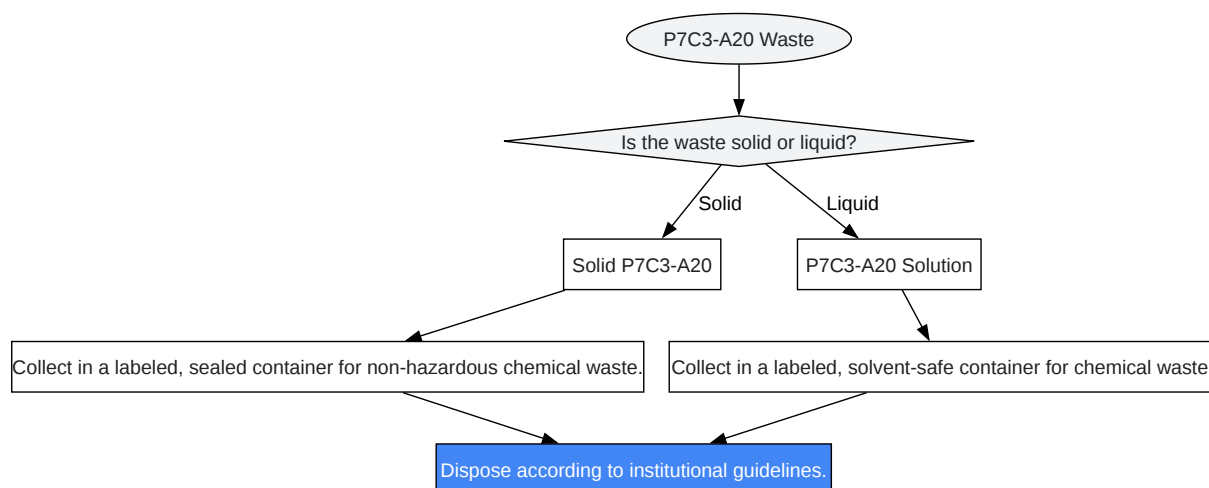 P7C3-A20 Waste
Is the waste solid or liquid?
Solid
Liquid
Solid P7C3-A20
P7C3-A20 Solution
Collect in a labeled, sealed container for non-hazardous chemical waste.
Collect in a labeled, solvent-safe container for chemical waste
Dispose according to institutional guidelines.